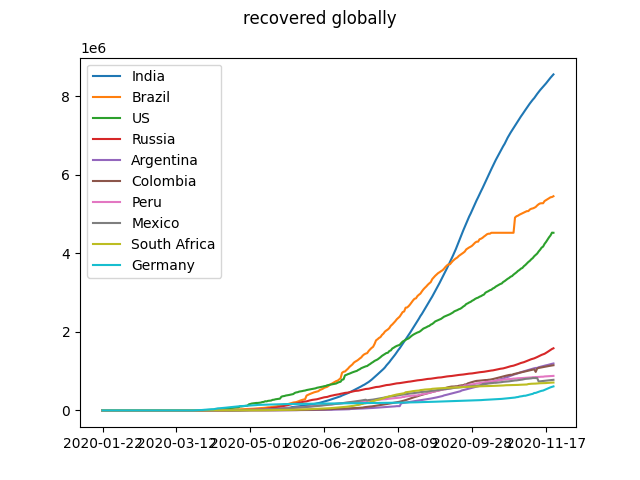 recovered globally
1e6
India
Brazil
US
Russia
Argentina
Colombia
Peru
Mexico
South Africa
Germany
8
6
4
2
0
2020-01-22 2020-03-12 2020-05-01 2020-06-20 2020-08-09 2020-09-28 2020-11-17